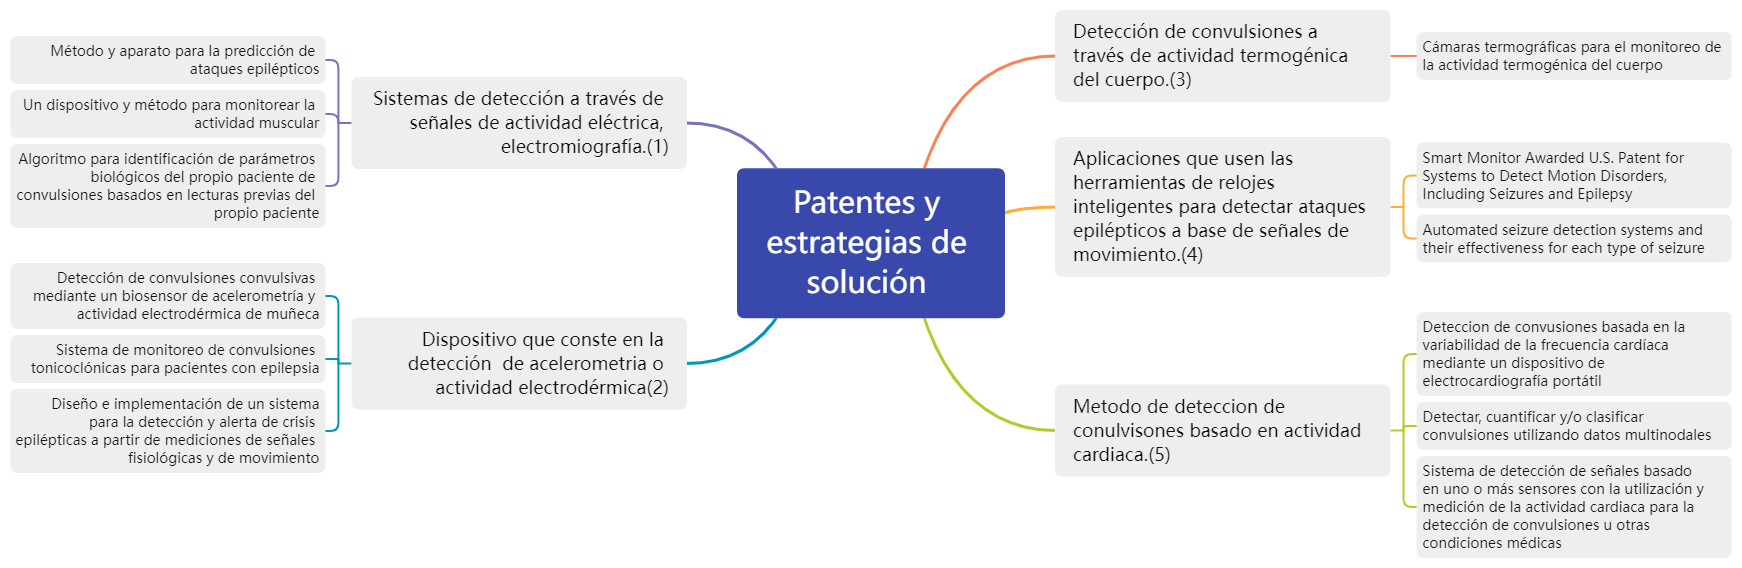 Patentes y
estrategias de
solución
Sistemas de detección a través de
señales de actividad eléctrica,
electromiografía.(1)
Método y aparato para la predicción de
ataques epilépticos
Un dispositivo y método para monitorear la
actividad muscular
Algoritmo para identificación de parámetros
biológicos del propio paciente de
convulsiones basados en lecturas previas del
propio paciente
Dispositivo que conste en la
detección  de acelerometria o
actividad electrodérmica(2)
Detección de convulsiones convulsivas
mediante un biosensor de acelerometría y
actividad electrodérmica de muñeca
Sistema de monitoreo de convulsiones
tonicoclónicas para pacientes con epilepsia
Diseño e implementación de un sistema
para la detección y alerta de crisis
epilépticas a partir de mediciones de señales
fisiológicas y de movimiento
Detección de convulsiones a
través de actividad termogénica
del cuerpo.(3)
Cámaras termográficas para el monitoreo de
la actividad termogénica del cuerpo
Aplicaciones que usen las
herramientas de relojes
inteligentes para detectar ataques
epilépticos a base de señales de
movimiento.(4)
Smart Monitor Awarded U.S. Patent for
Systems to Detect Motion Disorders,
Including Seizures and Epilepsy
Automated seizure detection systems and
their effectiveness for each type of seizure
Metodo de deteccion de
conulvisones basado en actividad
cardiaca.(5)
Deteccion de convusiones basada en la
variabilidad de la frecuencia cardíaca
mediante un dispositivo de
electrocardiografía portátil
Detectar, cuantificar y/o clasificar
convulsiones utilizando datos multinodales
Sistema de detección de señales basado
en uno o más sensores con la utilización y
medición de la actividad cardiaca para la
detección de convulsiones u otras
condiciones médicas